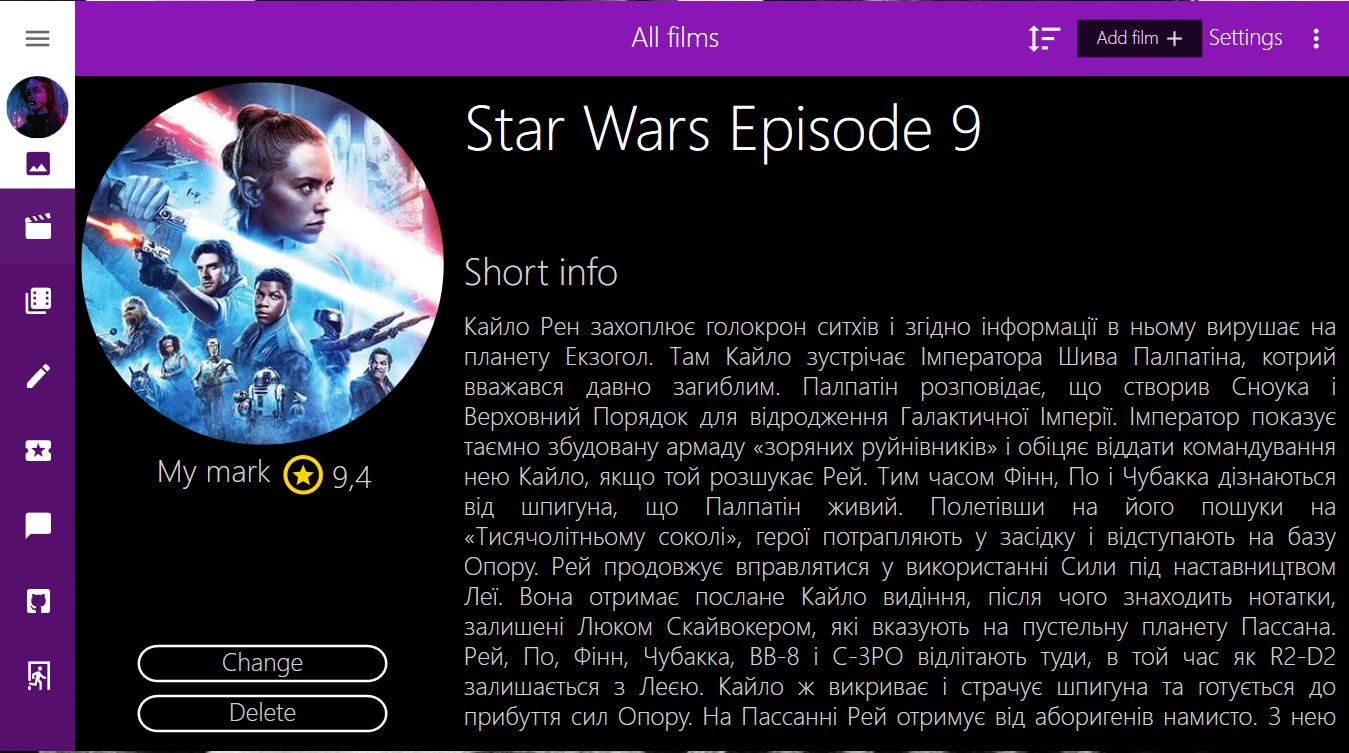 All films
Add film +
Settings
Star Wars Episode 9
Short info
Кайло Рен захоплює голокрон ситхів і згідно інформації в ньому вирушає на
планету Екзогол. Там Кайло зустрічає Імператора Шива Палпатіна, котрий
вважався давно загиблим. Палпатін розповідає, що створив Сноука і
Верховний Порядок для відродження Галактичної Імперії. Імператор показує
таємно збудовану армаду «зоряних руйнівників» і обіцяє віддати командування
нею Кайло, якщо той розшукає Рей. Тим часом Фінн, По і Чубакка дізнаються
від шпигуна, що Палпатін живий. Полетівши на його пошуки на
«Тисячолітньому соколі», герої потрапляють у засідку і відступають на базу
Опору. Рей продовжує вправлятися у використанні Сили під наставництвом
Леї. Вона отримає послане Кайло видіння, після чого знаходить нотатки,
залишені Люком Скайвокером, які вказують на пустельну планету Пассана.
Рей, По, Фінн, Чубакка, BB-8 і C-3PO відлітають туди, в той час як R2-D2
залишається з Леєю. Кайло ж викриває і страчує шпигуна та готується до
прибуття сил Опору. На Пассанні Рей отримує від аборигенів намисто. З нею
My mark 9,4
Change
Delete